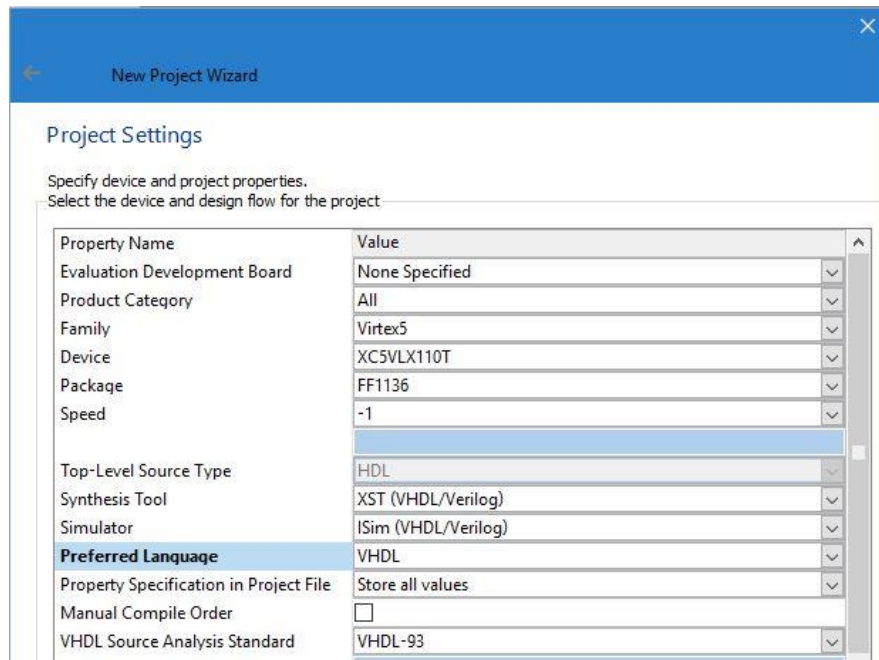 New Project Wizard
Project Settings
Specify device and project properties.
Select the device and design flow for the project
Property Name Value
Evaluation Development Board None Specified
Product Category All
Family Virtex5
Device XC5VLX110T
Package FF1136
Speed -1
Top-Level Source Type HDL
Synthesis Tool XST (VHDL/Verilog)
Simulator ISim (VHDL/Verilog)
Preferred Language VHDL
Property Specification in Project File Store all values
Manual Compile Order
VHDL Source Analysis Standard VHDL-93